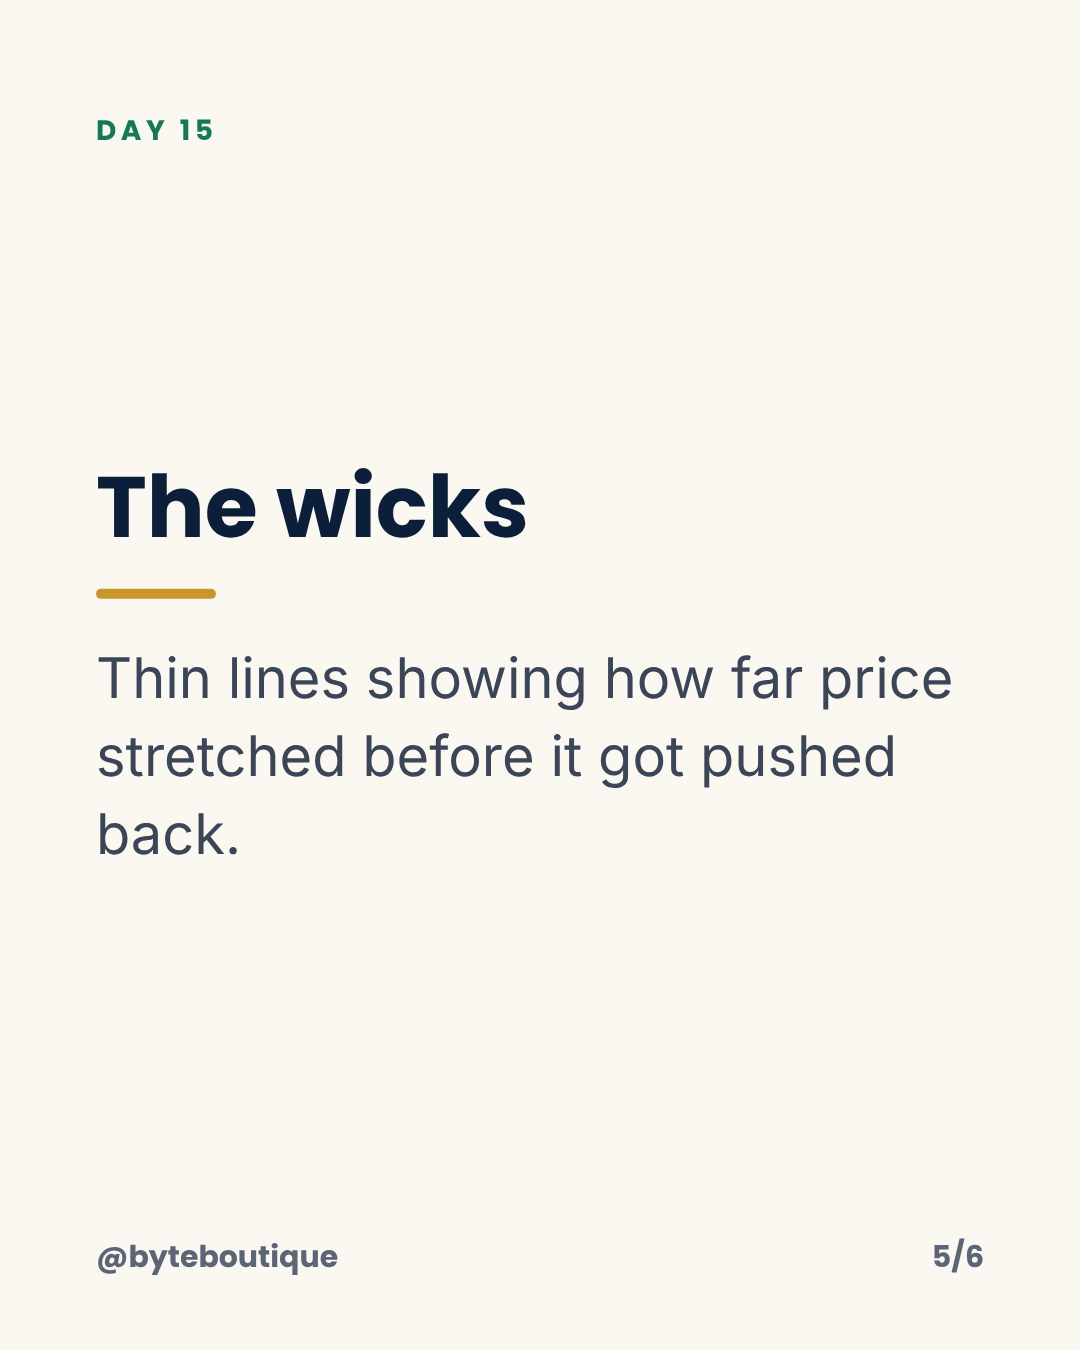 DAY 15
The wicks
Thin lines showing how far price
stretched before it got pushed
back.
@byteboutique
5/6